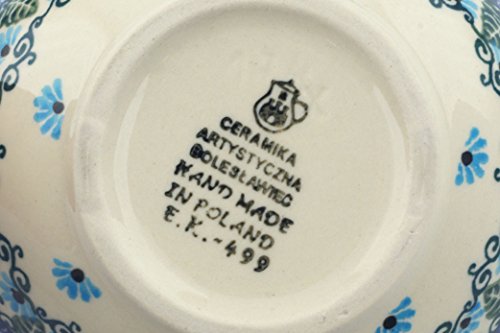 CERAMIKA
ARTYSTYCZNA
BOLESŁAWIEC
HAND MADE
IN POLAND
E.K.-499